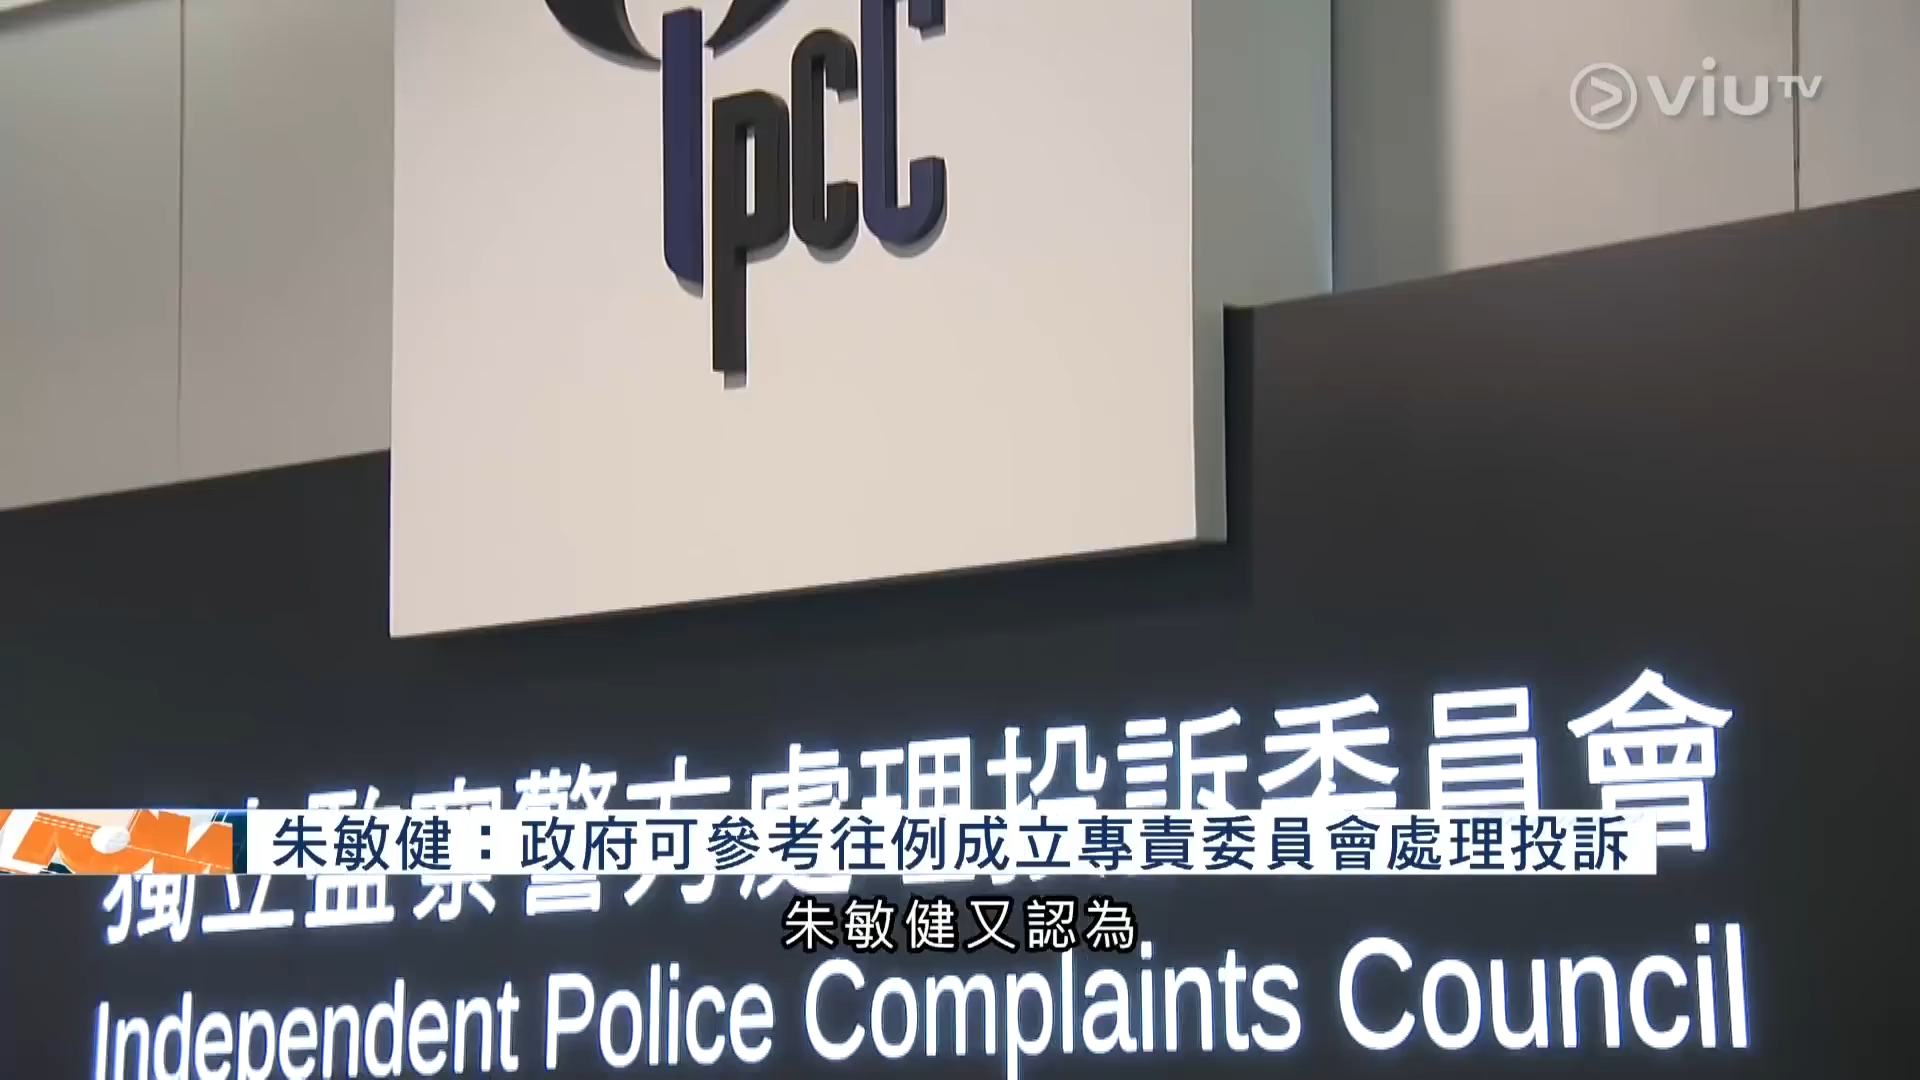 IPCC
viuTV
獨立監察警方處理投訴委員會
朱敏健：政府可參考往例成立專責委員會處理投訴
朱敏健又認為
Independent Police Complaints Council